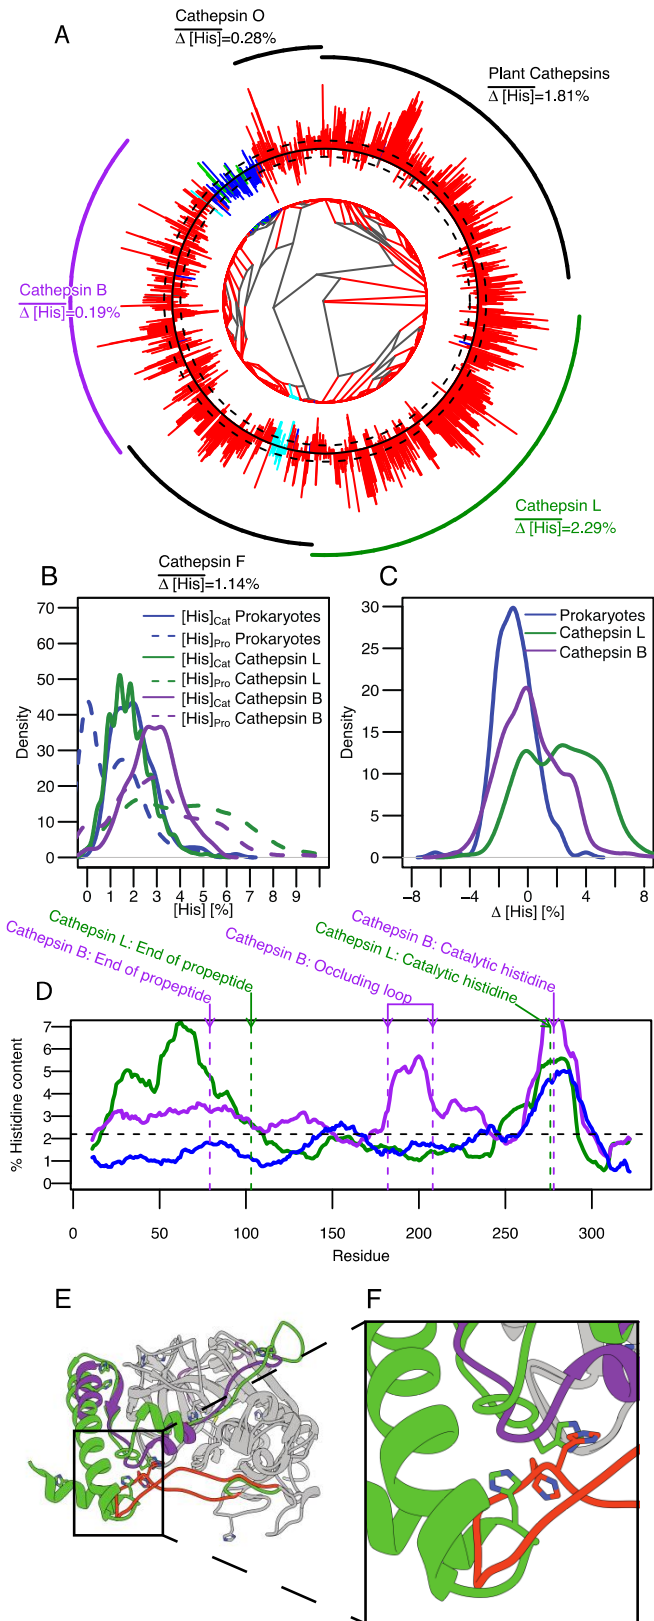 A
Cathepsin O
Δ [His]=0.28%
Plant Cathepsins
Δ [His]=1.81%
Cathepsin B
Δ [His]=0.19%
Cathepsin L
Δ [His]=2.29%
Cathepsin F
Δ [His]=1.14%
B
70
60
50
40
30
20
10
0
Density
[His]Cat Prokaryotes
[His]Pro Prokaryotes
[His]Cat Cathepsin L
[His]Pro Cathepsin L
[His]Cat Cathepsin B
[His]Pro Cathepsin B
0 1 2 3 4 5 6 7 8 9
[His] [%]
C
30
25
20
15
10
5
0
Density
Prokaryotes
Cathepsin L
Cathepsin B
−8 −4 0 4 8
Δ [His] [%]
D
Cathepsin L: End of propeptide
Cathepsin B: End of propeptide
Cathepsin B: Occluding loop
Cathepsin B: Catalytic histidine
Cathepsin L: Catalytic histidine
7
6
5
4
3
2
1
0
% Histidine content
0 50 100 150 200 250 300
Residue
E
F